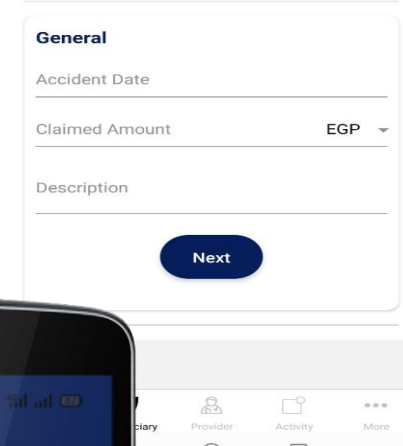 General
Accident Date
Claimed Amount EGP
Description
Next
ciary Provider Activity More